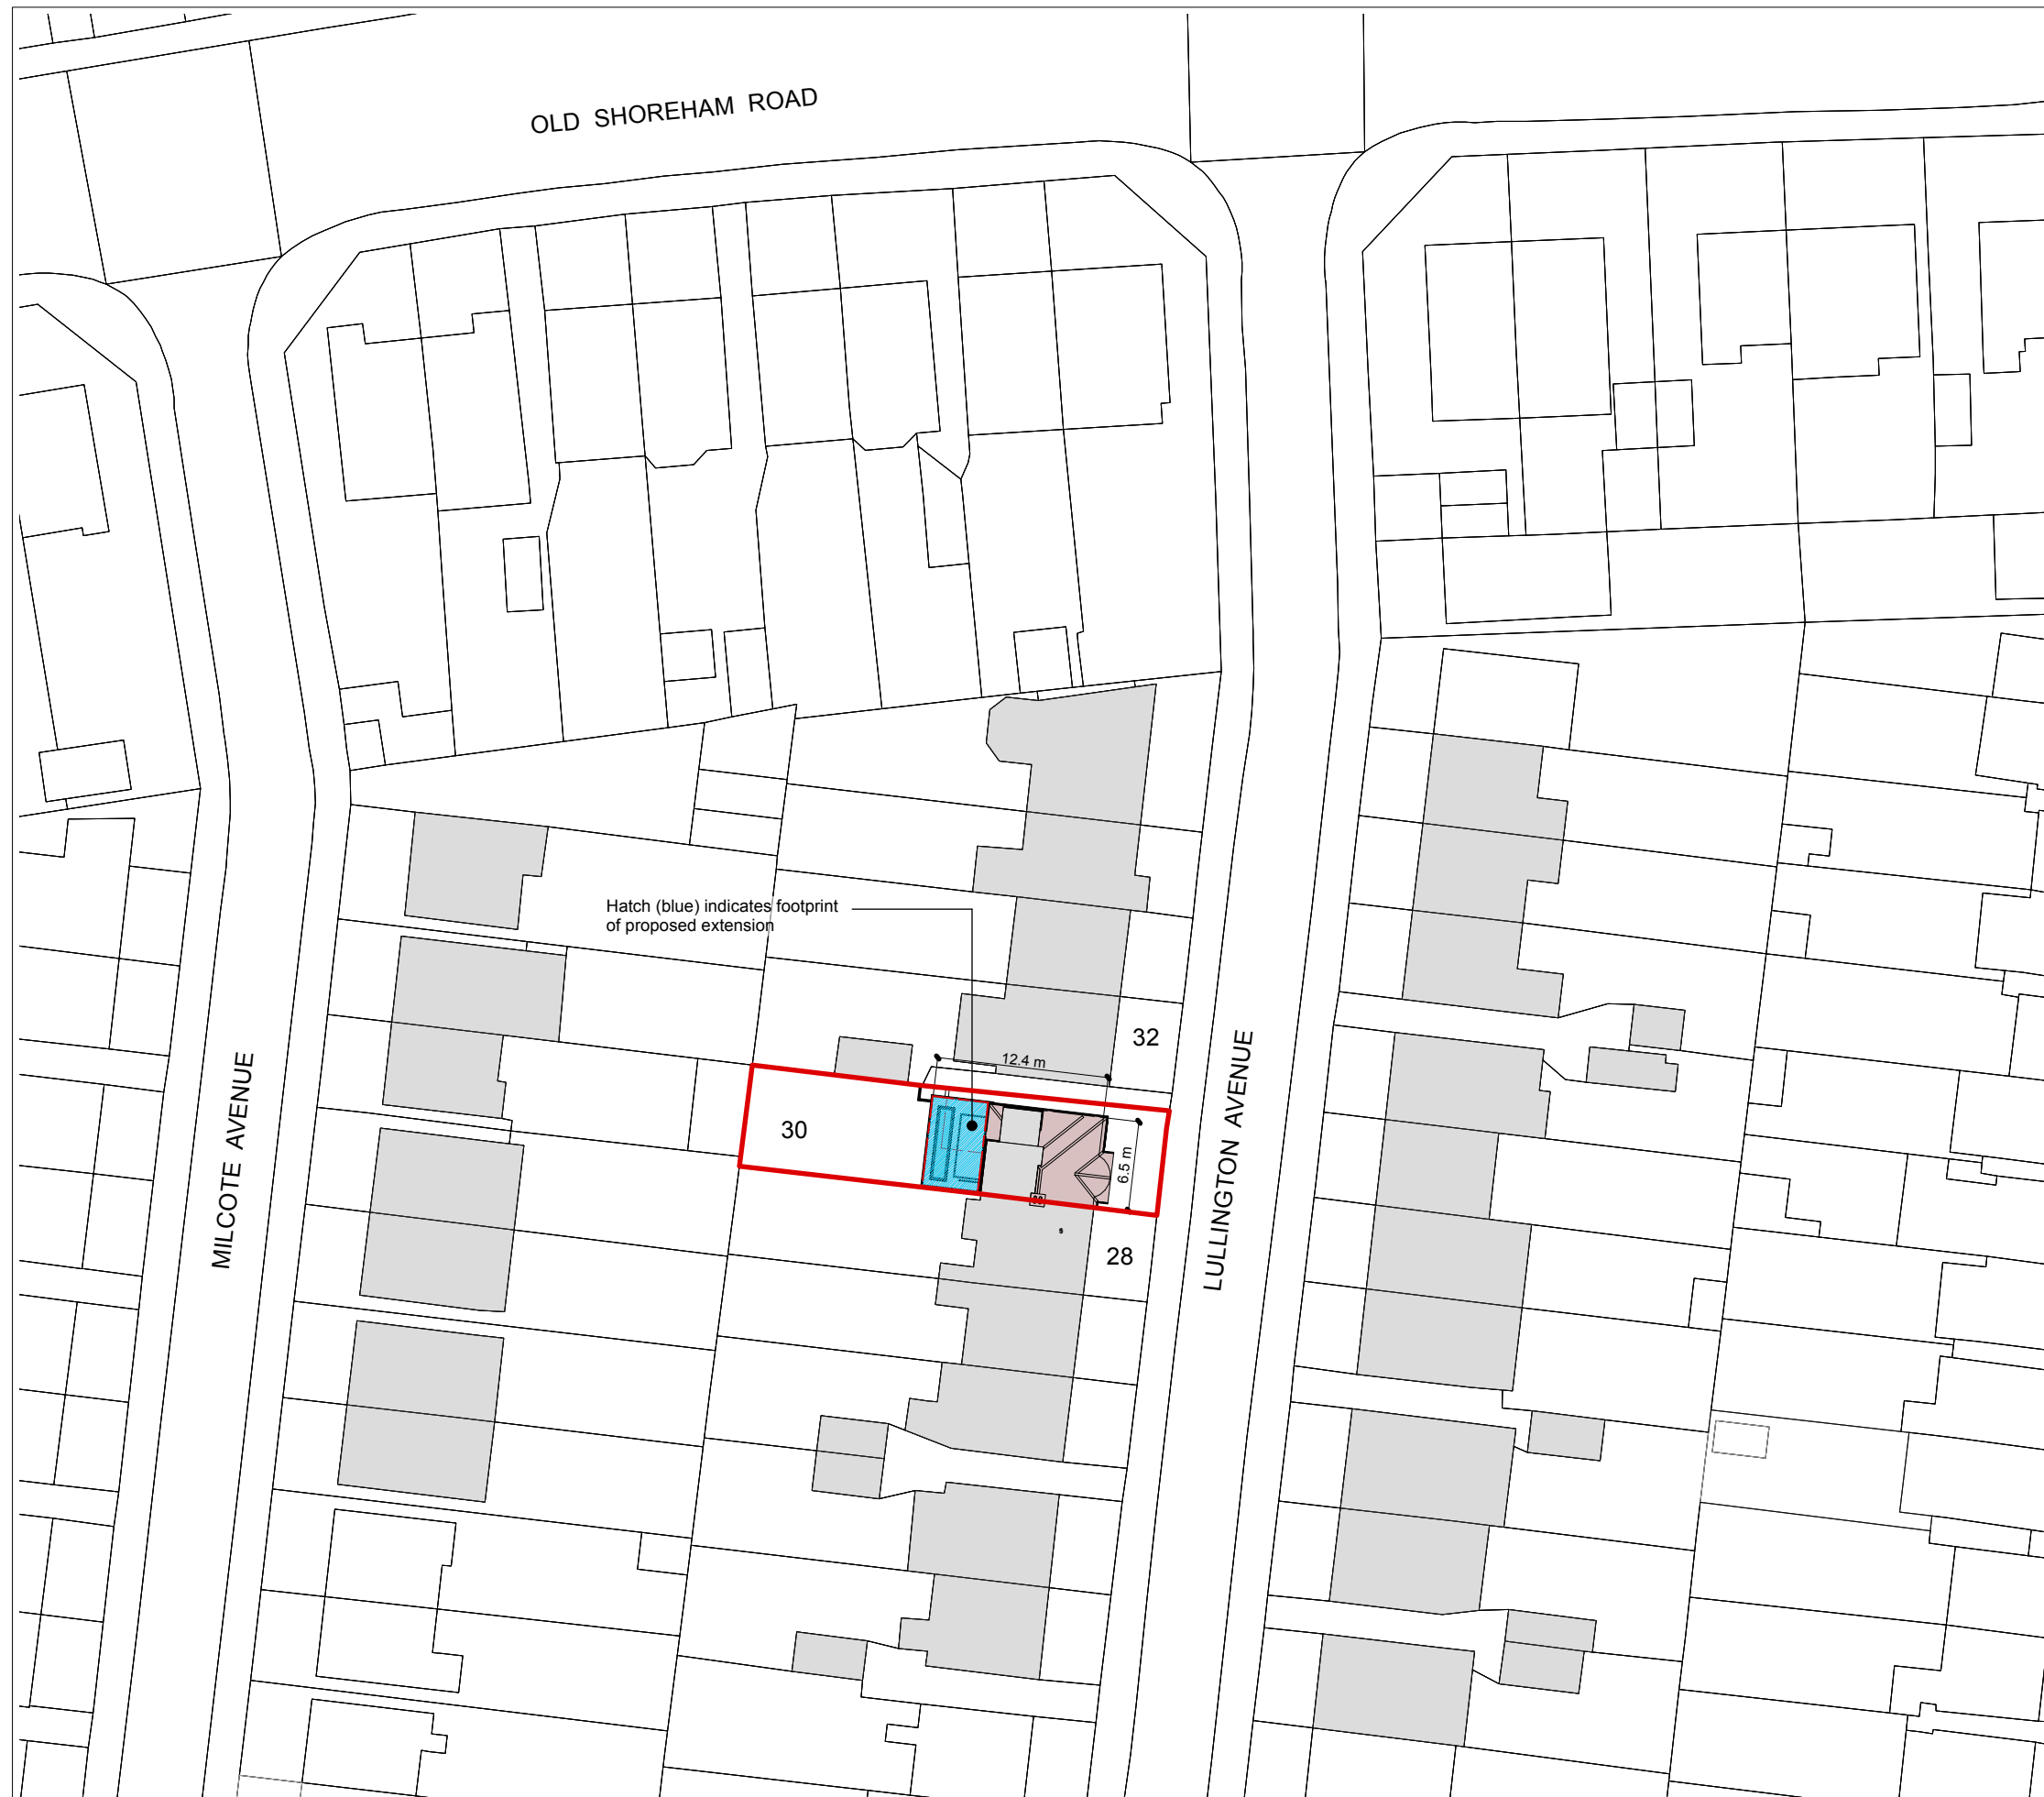 OLD SHOREHAM ROAD
Hatch (blue) indicates footprint
of proposed extension
32
12.4 m
30
6.5 m
28
MILCOTE AVENUE
LULLINGTON AVENUE